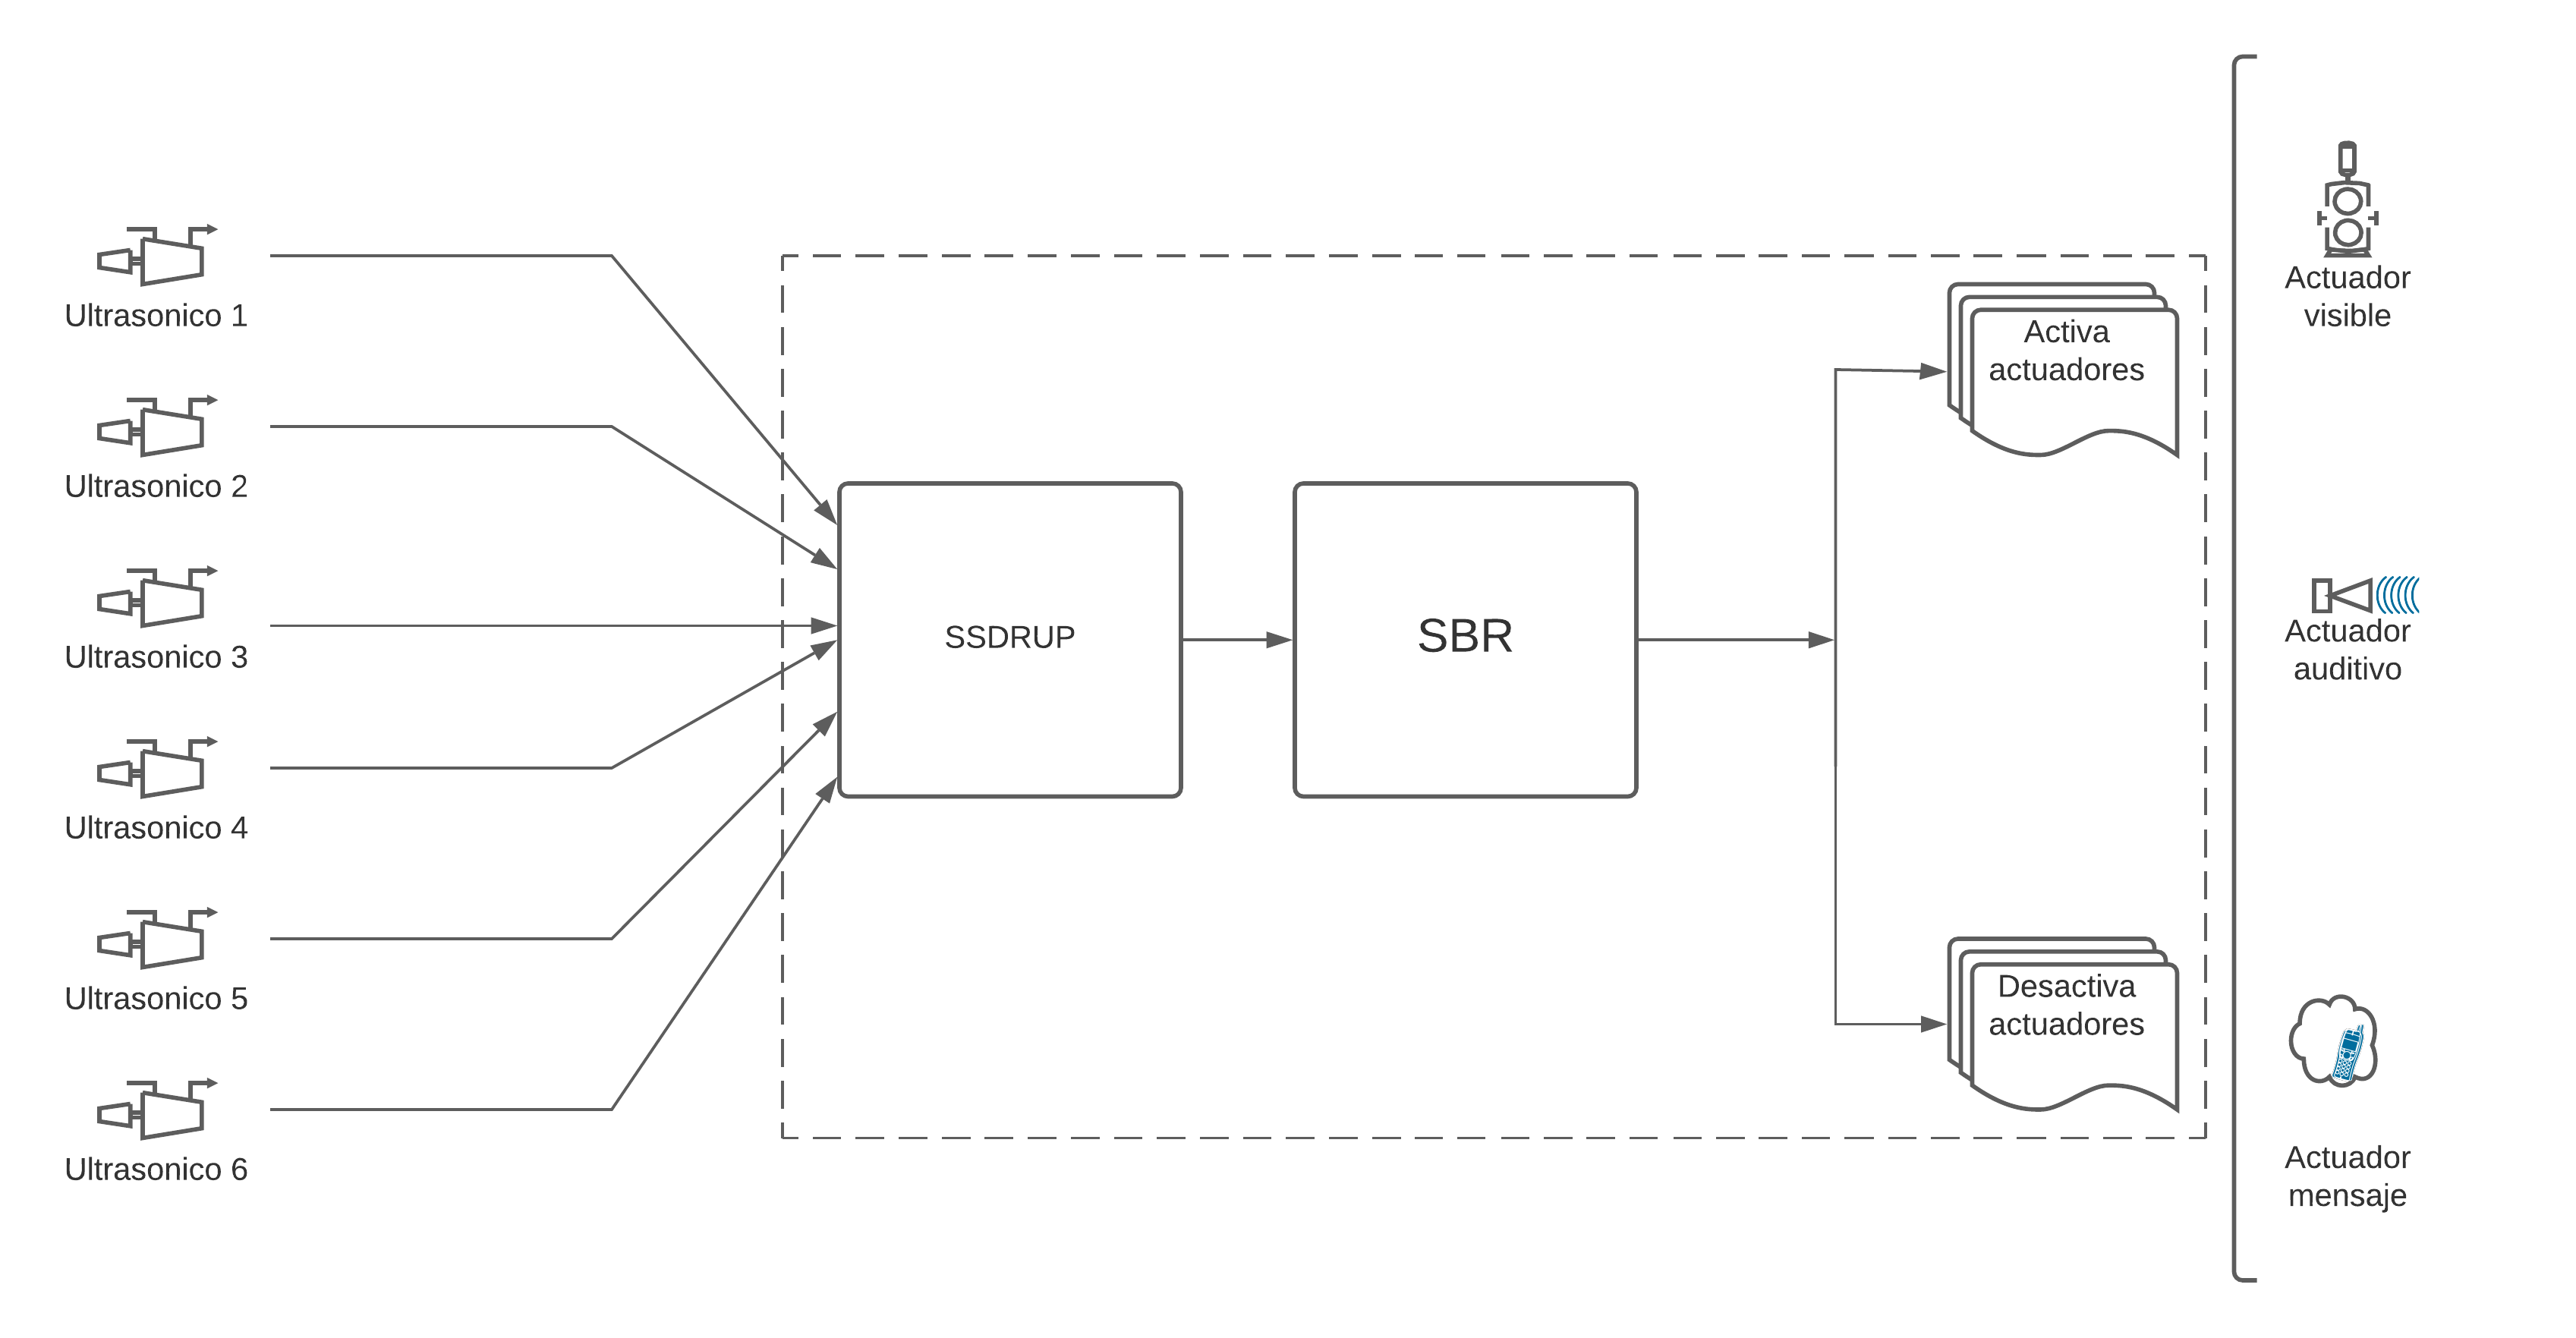 Ultrasonico 1
Ultrasonico 2
Ultrasonico 3
Ultrasonico 4
Ultrasonico 5
Ultrasonico 6
SSDRUP
SBR
Activa
actuadores
Desactiva
actuadores
Actuador
visible
Actuador
auditivo
Actuador
mensaje